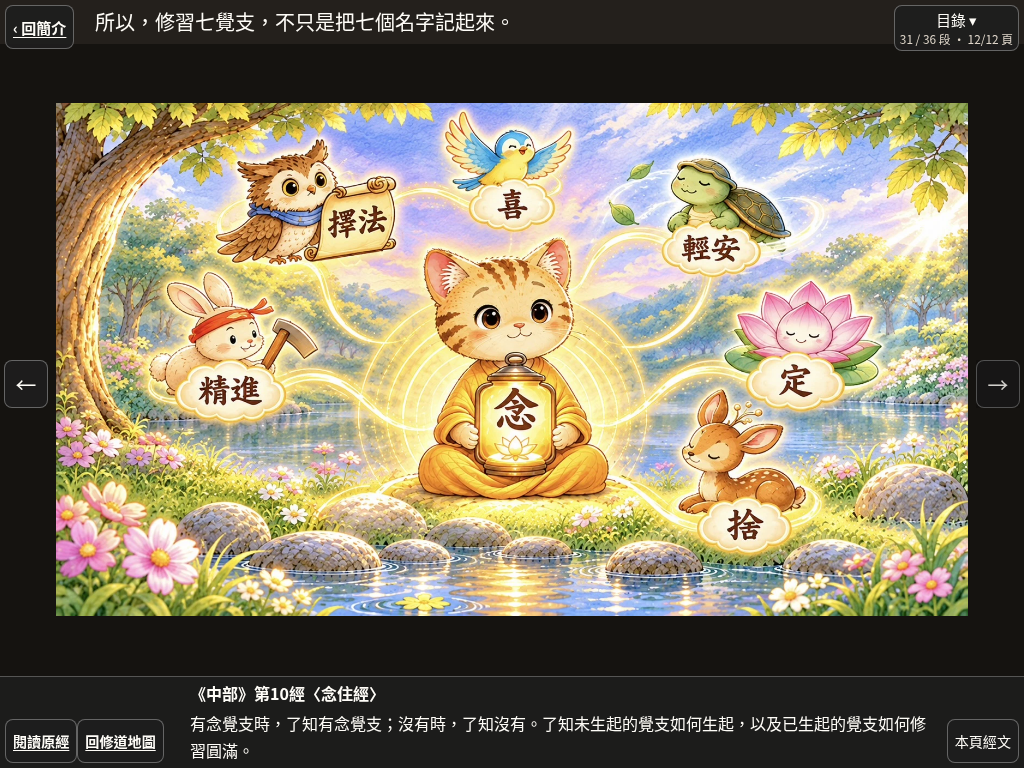 ‹ 回簡介
所以，修習七覺支，不只是把七個名字記起來。
目錄 ▾
31 / 36 段 · 12/12 頁
擇法
喜
輕安
精進
念
定
捨
←
→
《中部》第10經〈念住經〉
有念覺支時，了知有念覺支；沒有時，了知沒有。了知未生起的覺支如何生起，以及已生起的覺支如何修
習圓滿。
閱讀原經
回修道地圖
本頁經文